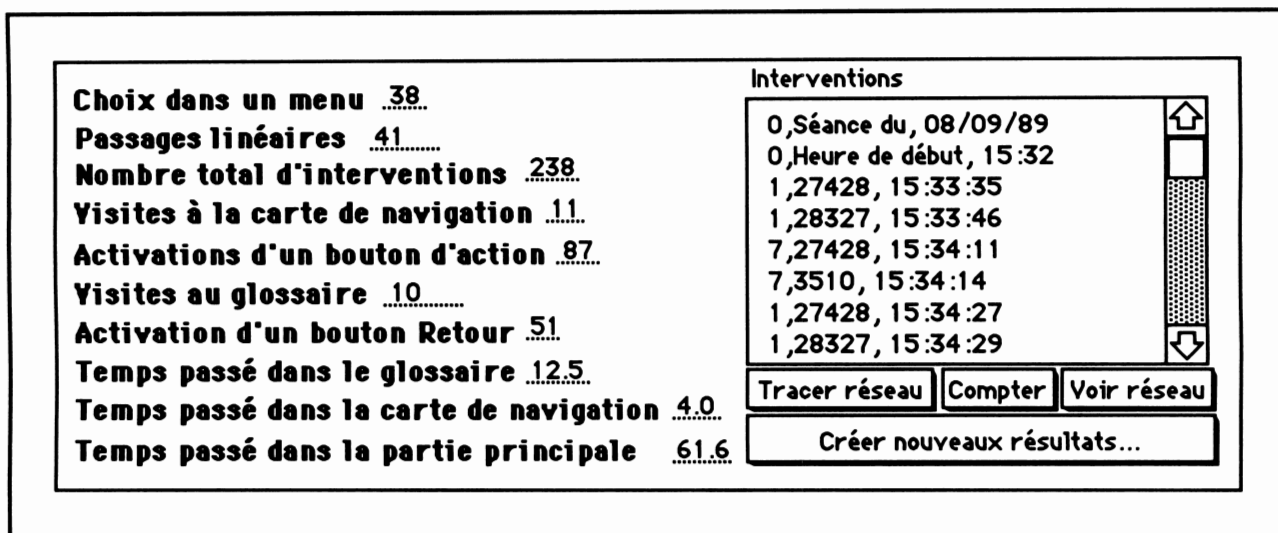 Choix dans un menu 38
Passages linéaires 41
Nombre total d'interventions 238
Visites à la carte de navigation 11
Activations d'un bouton d'action 87
Visites au glossaire 10
Activation d'un bouton Retour 51
Temps passé dans le glossaire 12.5
Temps passé dans la carte de navigation 4.0
Temps passé dans la partie principale 61.6
Interventions
0,Séance du, 08/09/89
0,Heure de début, 15:32
1,27428, 15:33:35
1,28327, 15:33:46
7,27428, 15:34:11
7,3510, 15:34:14
1,27428, 15:34:27
1,28327, 15:34:29
Tracer réseau Compter Voir réseau
Créer nouveaux résultats...